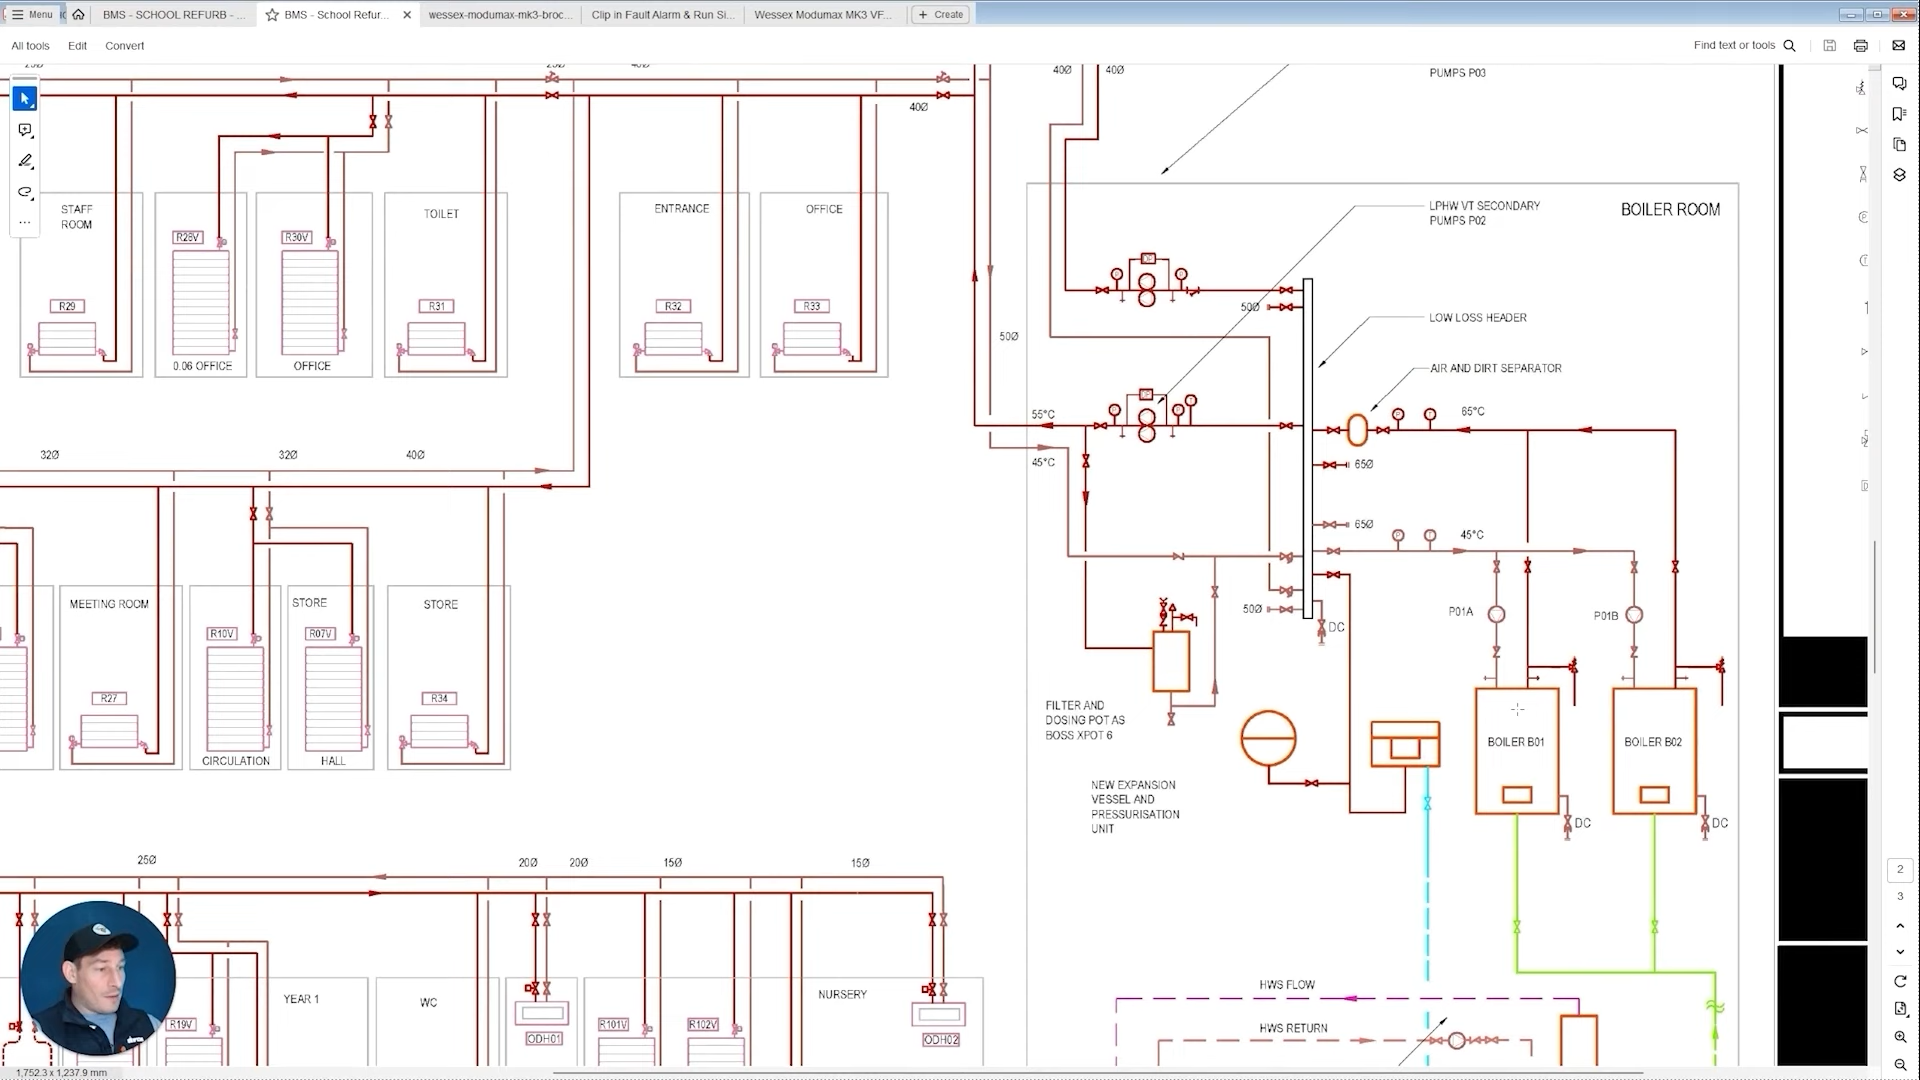 Menu
BMS - SCHOOL REFURB - ...
BMS - School Refur...
wessex-modumax-mk3-broc...
Clip in Fault Alarm & Run Si...
Wessex Modumax MK3 VF...
Create
All tools
Edit
Convert
Find text or tools
40Ø
40Ø
PUMPS P03
40Ø
STAFF
ROOM
TOILET
ENTRANCE
OFFICE
LPHW VT SECONDARY
PUMPS P02
BOILER ROOM
R28V
R30V
R29
R31
R32
R33
50Ø
50Ø
LOW LOSS HEADER
0.06 OFFICE
OFFICE
AIR AND DIRT SEPARATOR
55°C
65°C
45°C
32Ø
32Ø
40Ø
65Ø
65Ø
45°C
MEETING ROOM
STORE
STORE
50Ø
P01A
P01B
DC
R10V
R07V
R27
R34
CIRCULATION
HALL
FILTER AND
DOSING POT AS
BOSS XPOT 6
BOILER B01
BOILER B02
NEW EXPANSION
VESSEL AND
PRESSURISATION
UNIT
DC
DC
25Ø
20Ø
20Ø
15Ø
15Ø
2
3
YEAR 1
WC
NURSERY
HWS FLOW
R19V
R101V
R102V
ODH01
ODH02
HWS RETURN
1,752.3 x 1,237.9 mm